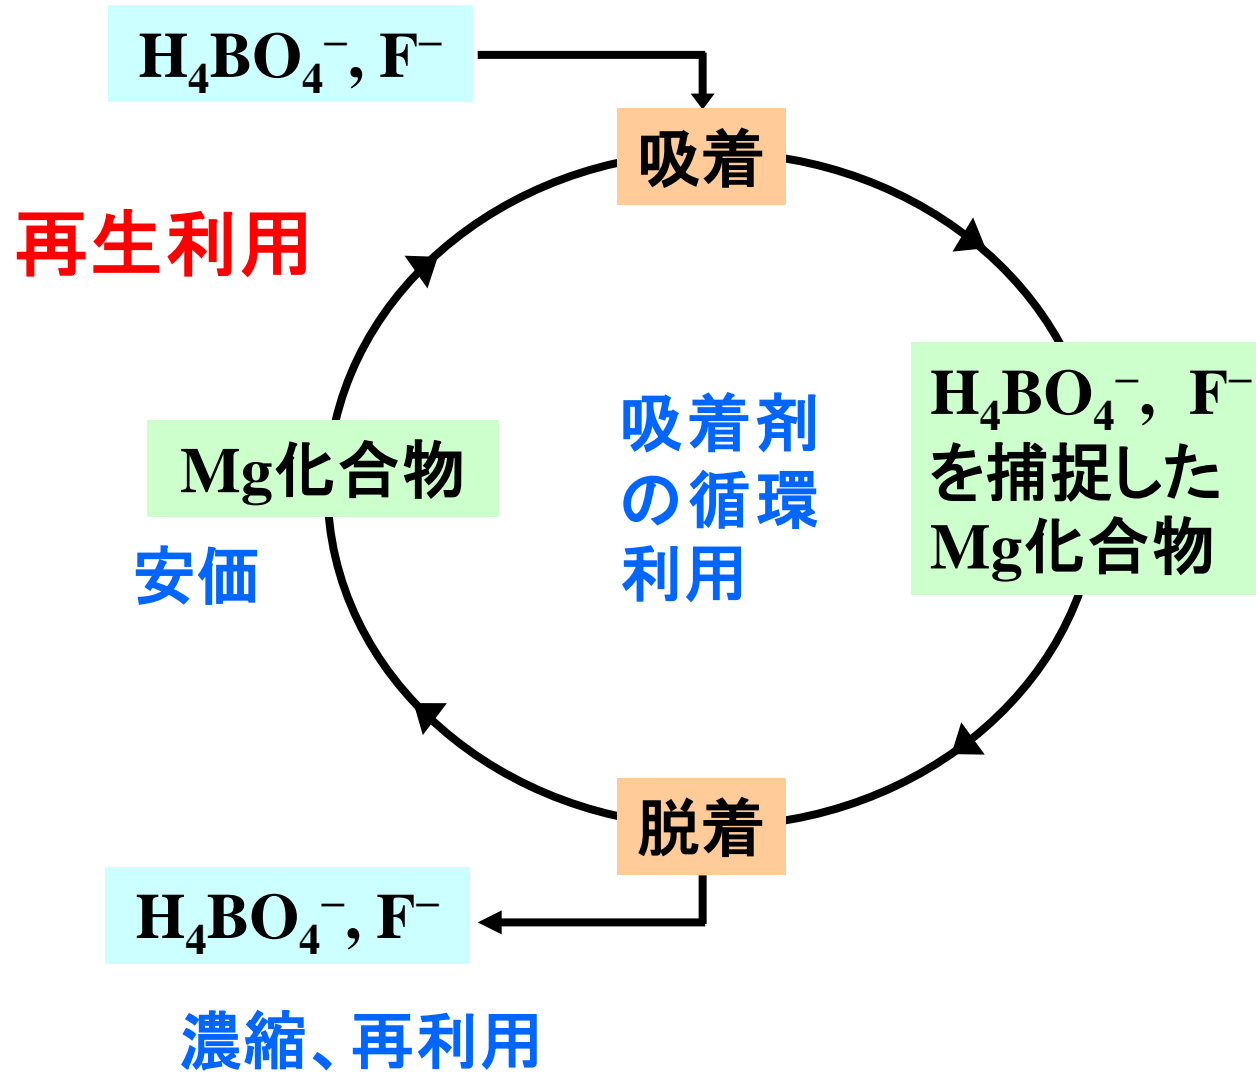 H₄BO₄⁻, F⁻
吸着
再生利用
H₄BO₄⁻, F⁻
を捕捉した
Mg化合物
吸着剤
の循環
利用
Mg化合物
安価
脱着
H₄BO₄⁻, F⁻
濃縮、再利用